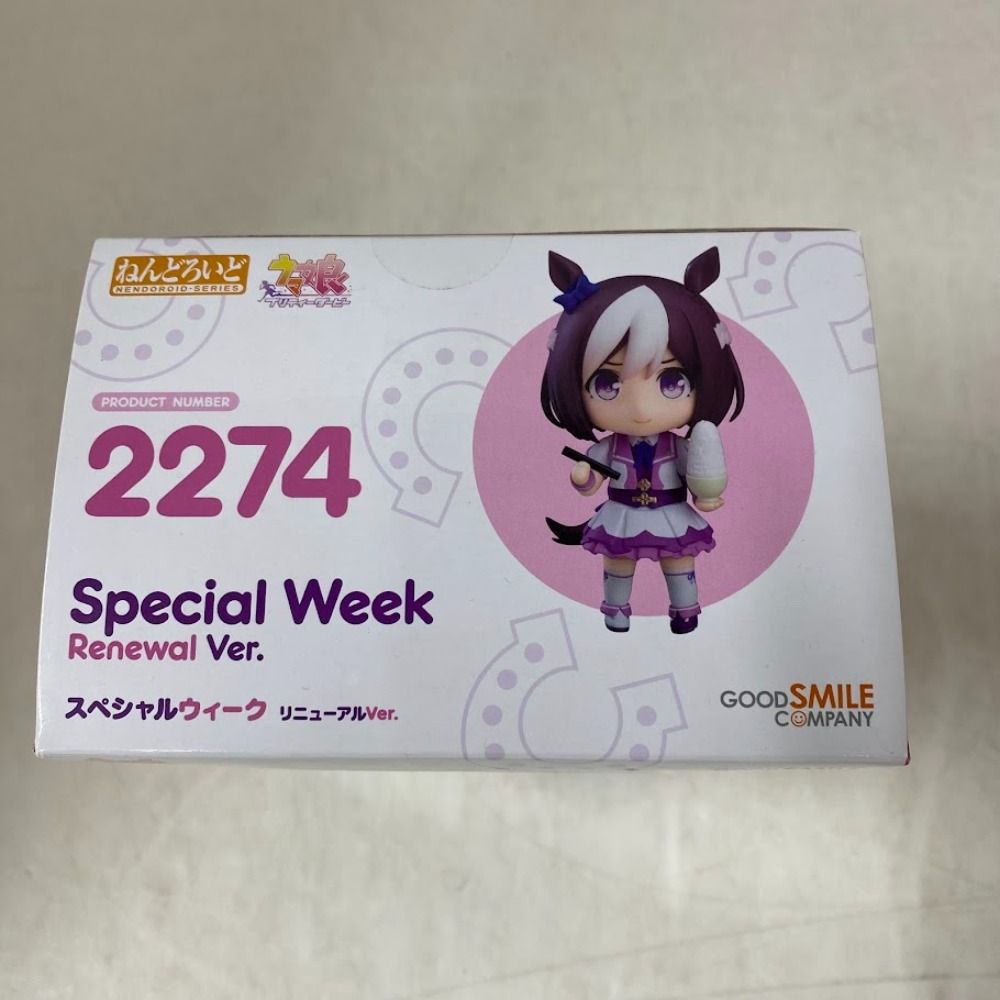 ねんどろいど
NENDOROID-SERIES
ウマ娘
プリティーダービー
PRODUCT NUMBER
2274
Special Week
Renewal Ver.
スペシャルウィーク リニューアルVer.
GOOD SMILE
COMPANY